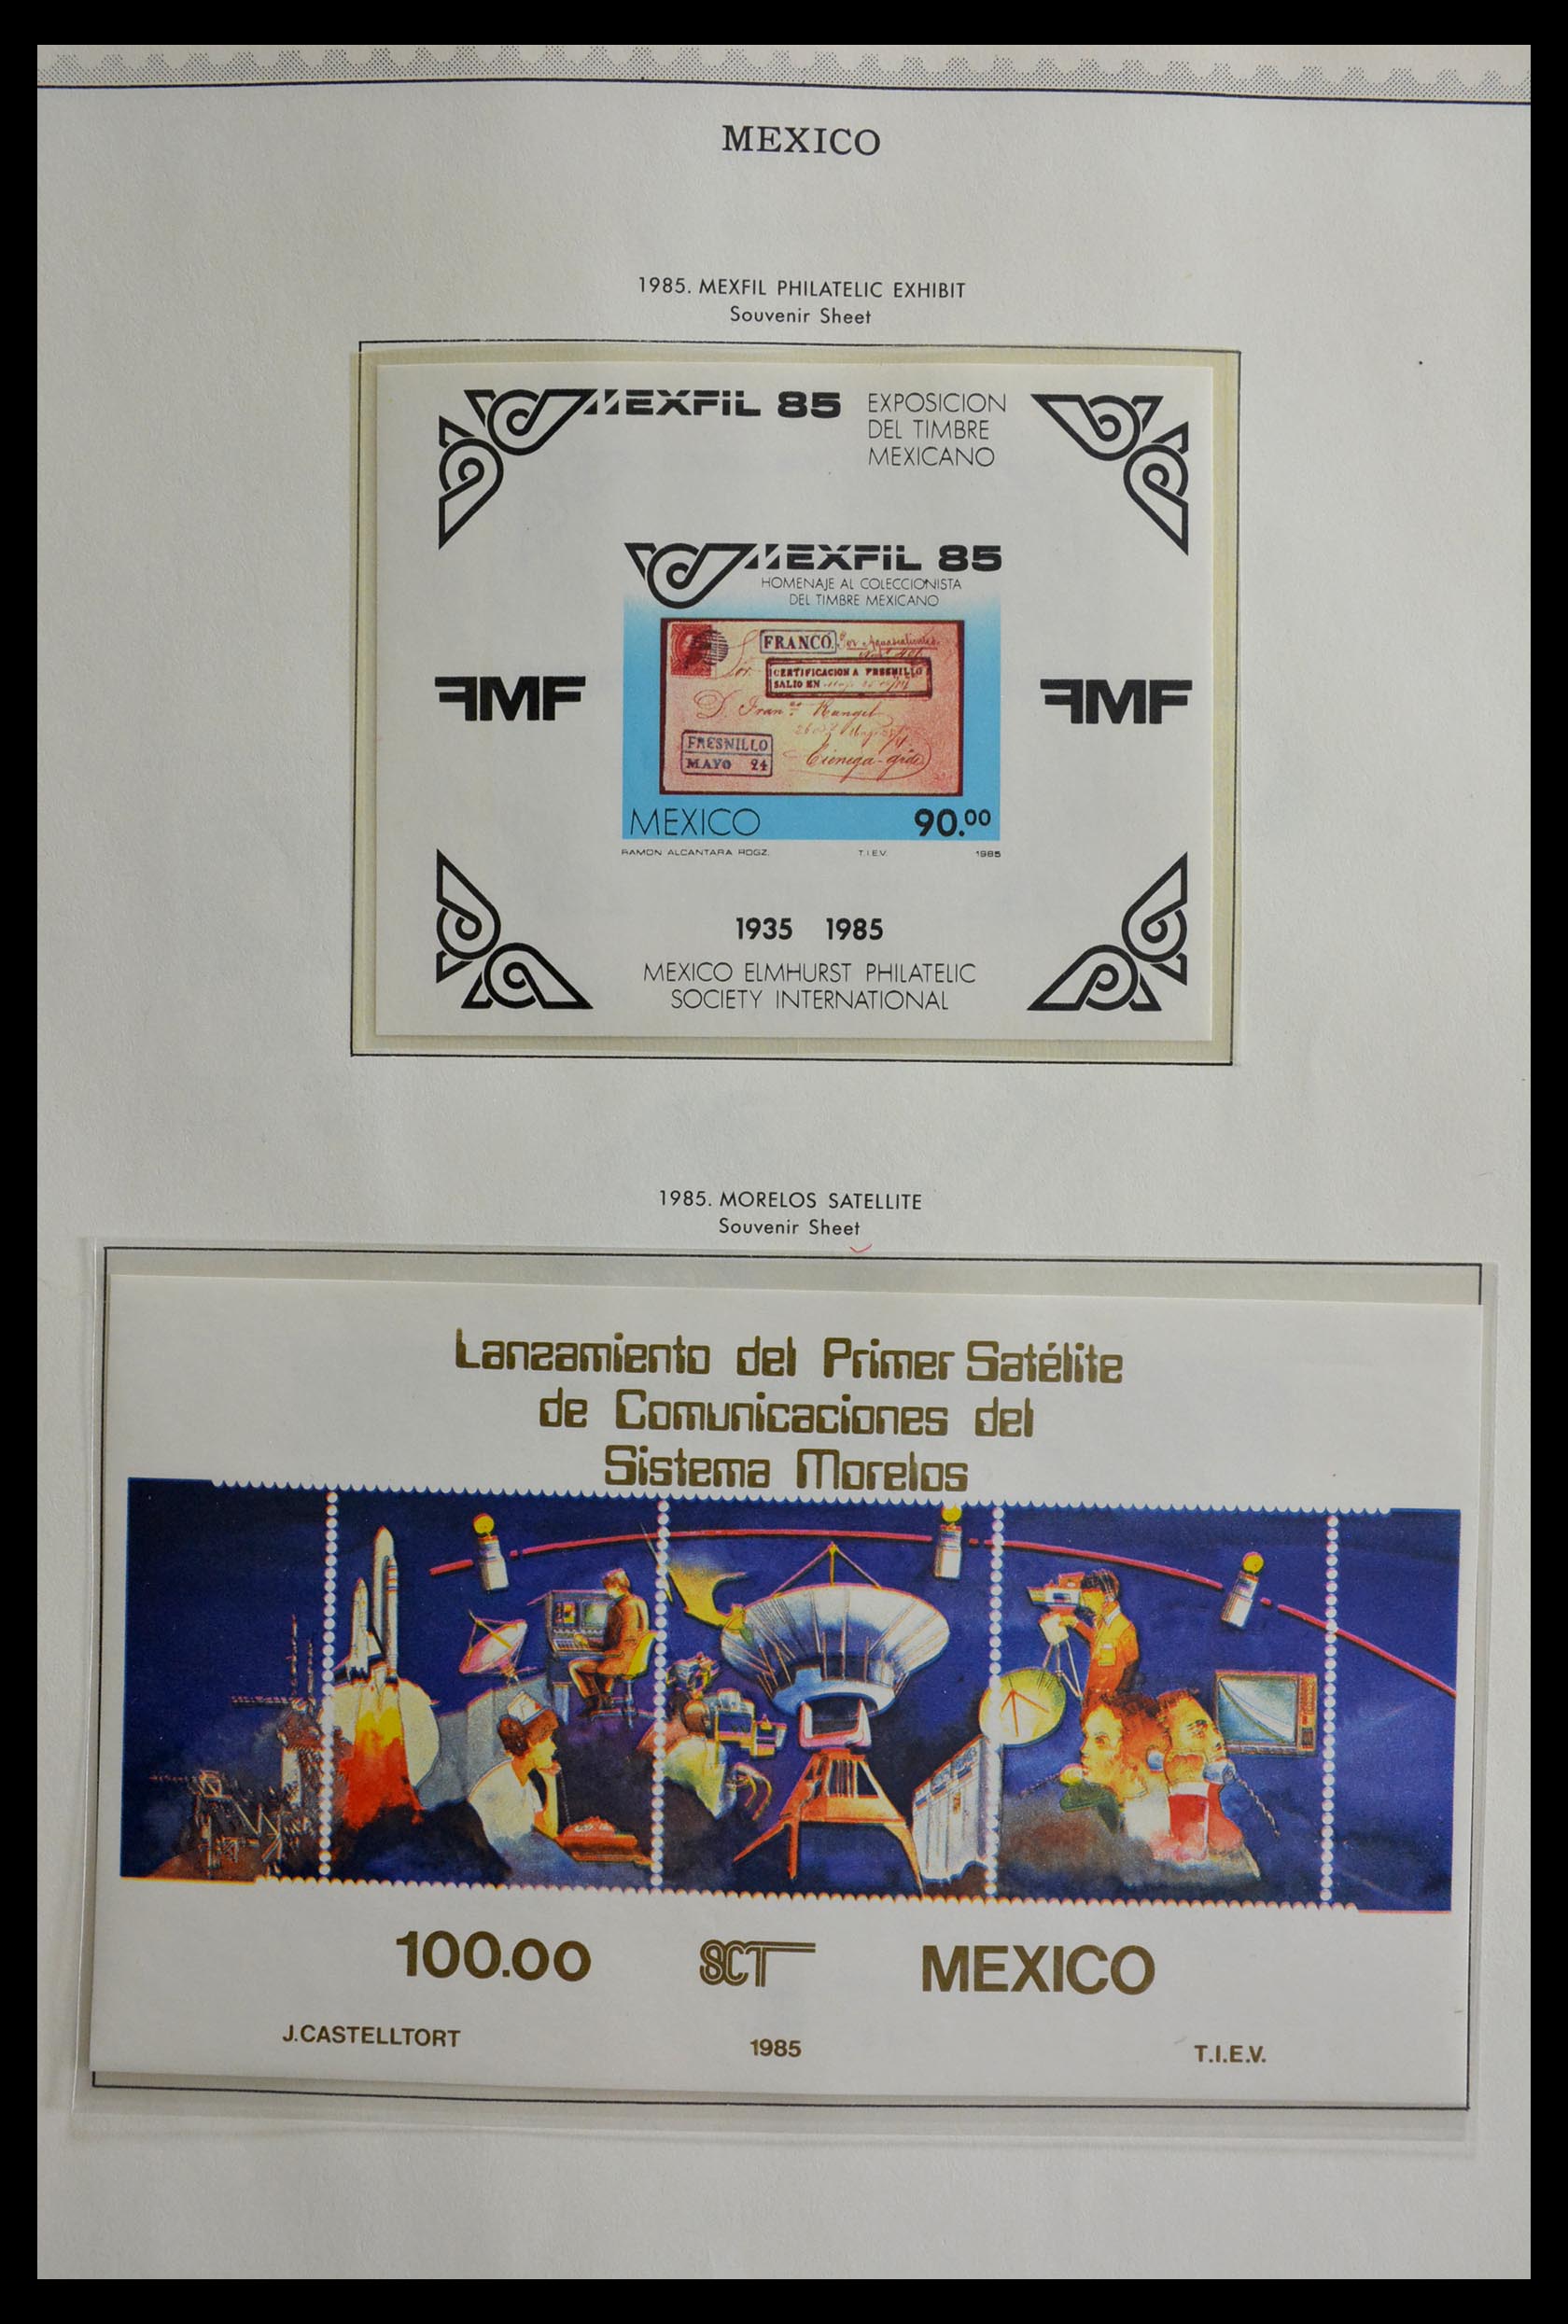 MEXICO
1985. MEXFIL PHILATELIC EXHIBIT
Souvenir Sheet
MEXFIL 85
EXPOSICION
DEL TIMBRE
MEXICANO
MEXFIL 85
HOMENAJE AL COLECCIONISTA
DEL TIMBRE MEXICANO
FRANCO.
CERTIFICACION A FRESNILLO
SALIO EN
FRESNILLO
MAYO 24
FMF
FMF
MEXICO 90.00
RAMON ALCANTARA RDGZ. T.I.E.V. 1985
1935 1985
MEXICO ELMHURST PHILATELIC
SOCIETY INTERNATIONAL
1985. MORELOS SATELLITE
Souvenir Sheet
Lanzamiento del Primer Satélite
de Comunicaciones del
Sistema Morelos
100.00 SCT MEXICO
J.CASTELLTORT 1985 T.I.E.V.